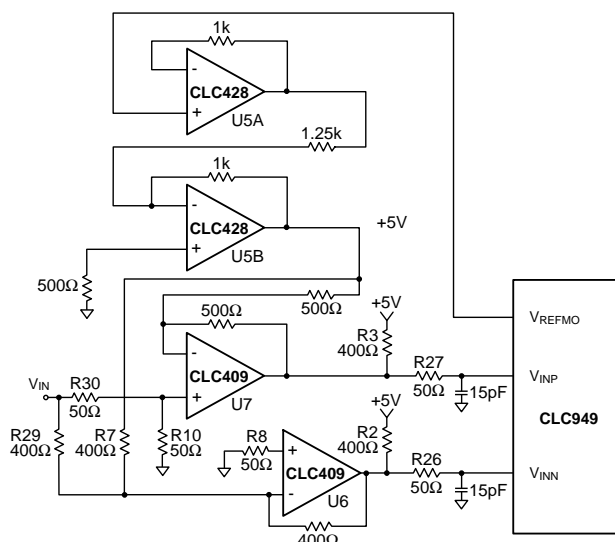 1k
-
CLC428
+
U5A
1.25k
1k
-
CLC428
+
U5B
+5V
500Ω
500Ω
500Ω
+5V
R3
400Ω
-
CLC409
+
U7
R27
50Ω
15pF
VREFMO
VINP
CLC949
VINN
VIN
R30
50Ω
R29
400Ω
R7
400Ω
R10
50Ω
R8
50Ω
+
CLC409
-
U6
+5V
R2
400Ω
R26
50Ω
15pF
400Ω